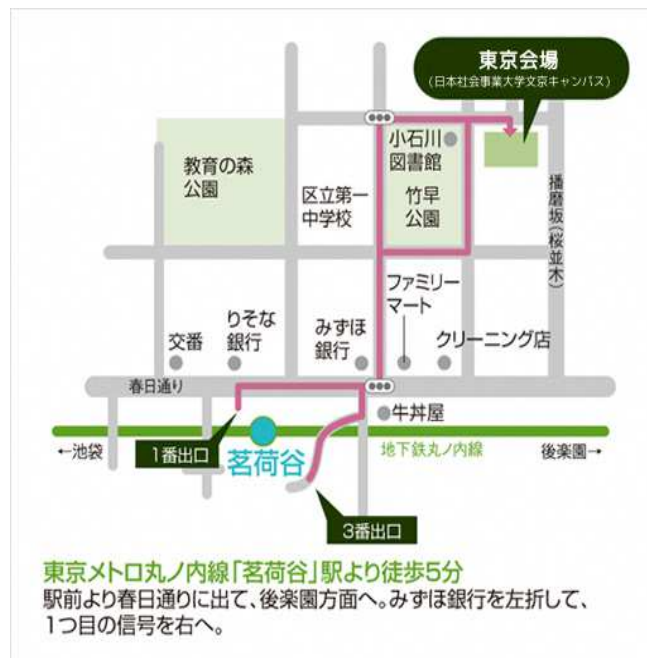 東京会場
(日本社会事業大学文京キャンパス)
小石川
図書館
教育の森
公園
区立第一
中学校
竹早
公園
播磨坂(桜並木)
ファミリー
マート
りそな
銀行
みずほ
銀行
交番
クリーニング店
春日通り
牛丼屋
1番出口
茗荷谷
←池袋
地下鉄丸ノ内線
後楽園→
3番出口
東京メトロ丸ノ内線「茗荷谷」駅より徒歩5分
駅前より春日通りに出て、後楽園方面へ。みずほ銀行を左折して、
1つ目の信号を右へ。